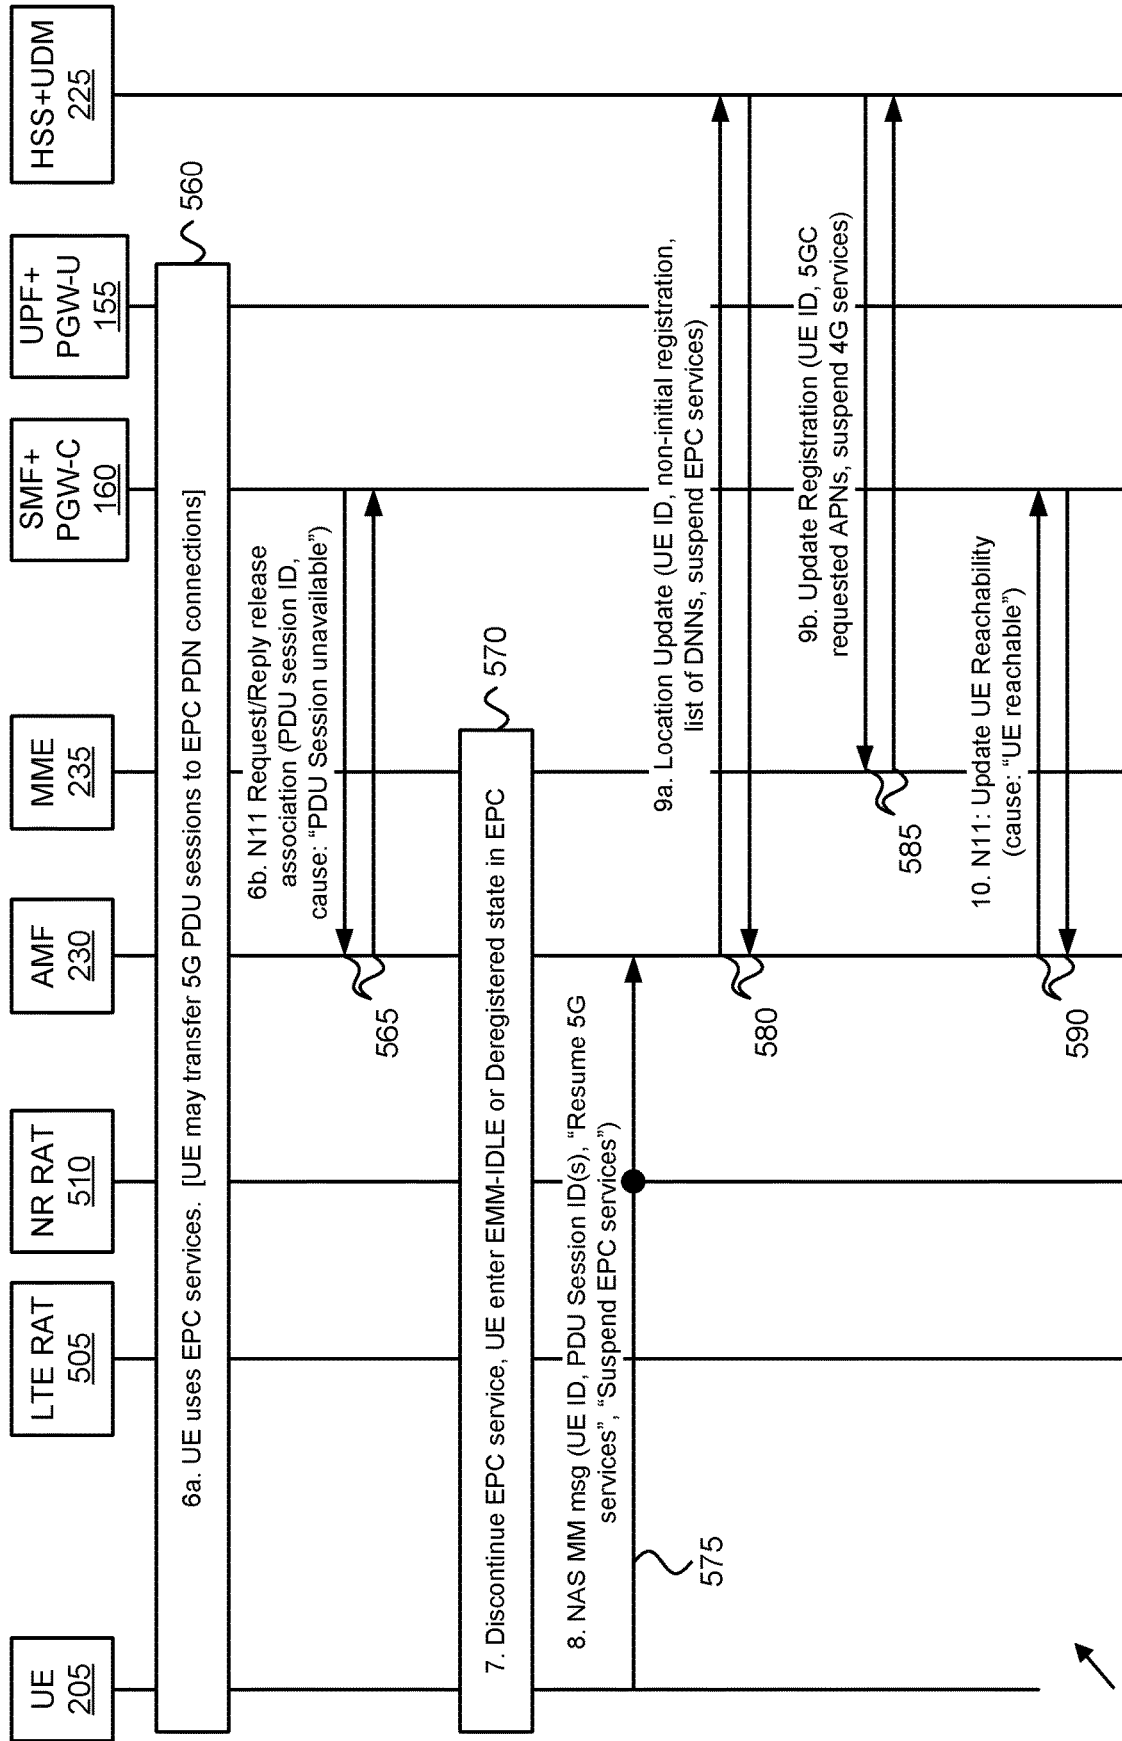 UE
205
LTE RAT
505
NR RAT
510
AMF
230
MME
235
SMF+
PGW-C
160
UPF+
PGW-U
155
HSS+UDM
225
6a. UE uses EPC services. [UE may transfer 5G PDU sessions to EPC PDN connections]
560
6b. N11 Request/Reply release
association (PDU session ID,
cause: “PDU Session unavailable”)
565
7. Discontinue EPC service, UE enter EMM-IDLE or Deregistered state in EPC
570
8. NAS MM msg (UE ID, PDU Session ID(s), “Resume 5G
services”, “Suspend EPC services”)
575
9a. Location Update (UE ID, non-initial registration,
list of DNNs, suspend EPC services)
580
9b. Update Registration (UE ID, 5GC
requested APNs, suspend 4G services)
585
10. N11: Update UE Reachability
(cause: “UE reachable”)
590